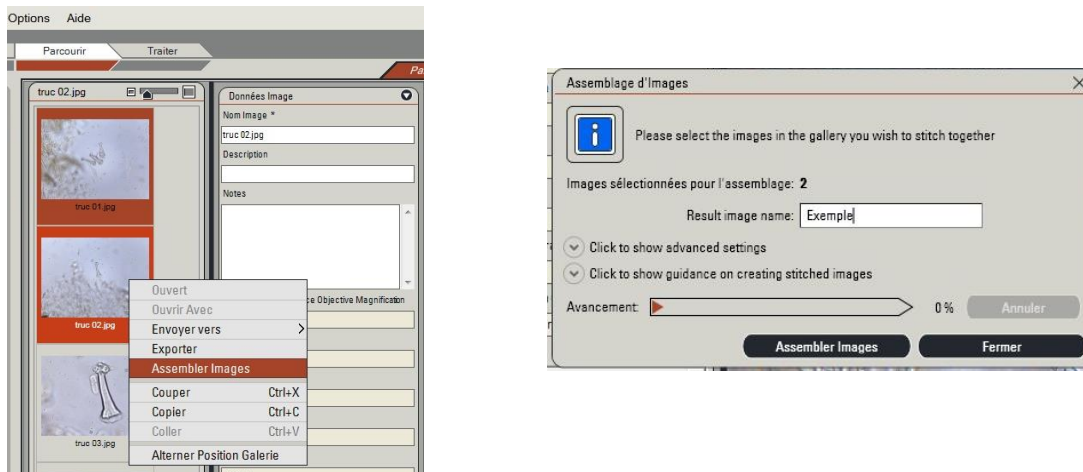 Options Aide
Parcourir Traiter
truc 02.jpg
Données Image
Nom Image *
truc 02.jpg
Description
Notes
truc 01.jpg
truc 02.jpg
truc 03.jpg
ce Objective Magnification
Ouvert
Ouvrir Avec
Envoyer vers
Exporter
Assembler Images
Couper Ctrl+X
Copier Ctrl+C
Coller Ctrl+V
Alterner Position Galerie
Assemblage d'Images
Please select the images in the gallery you wish to stitch together
Images sélectionnées pour l'assemblage: 2
Result image name: Exemple
Click to show advanced settings
Click to show guidance on creating stitched images
Avancement: 0 % Annuler
Assembler Images Fermer